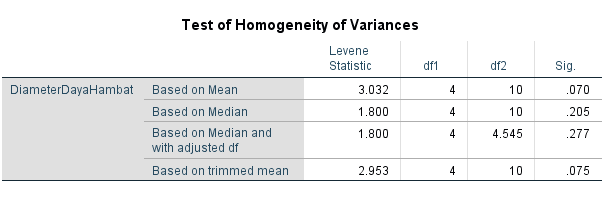 Test of Homogeneity of Variances
Levene
Statistic df1 df2 Sig.
DiameterDayaHambat Based on Mean 3.032 4 10 .070
Based on Median 1.800 4 10 .205
Based on Median and
with adjusted df 1.800 4 4.545 .277
Based on trimmed mean 2.953 4 10 .075